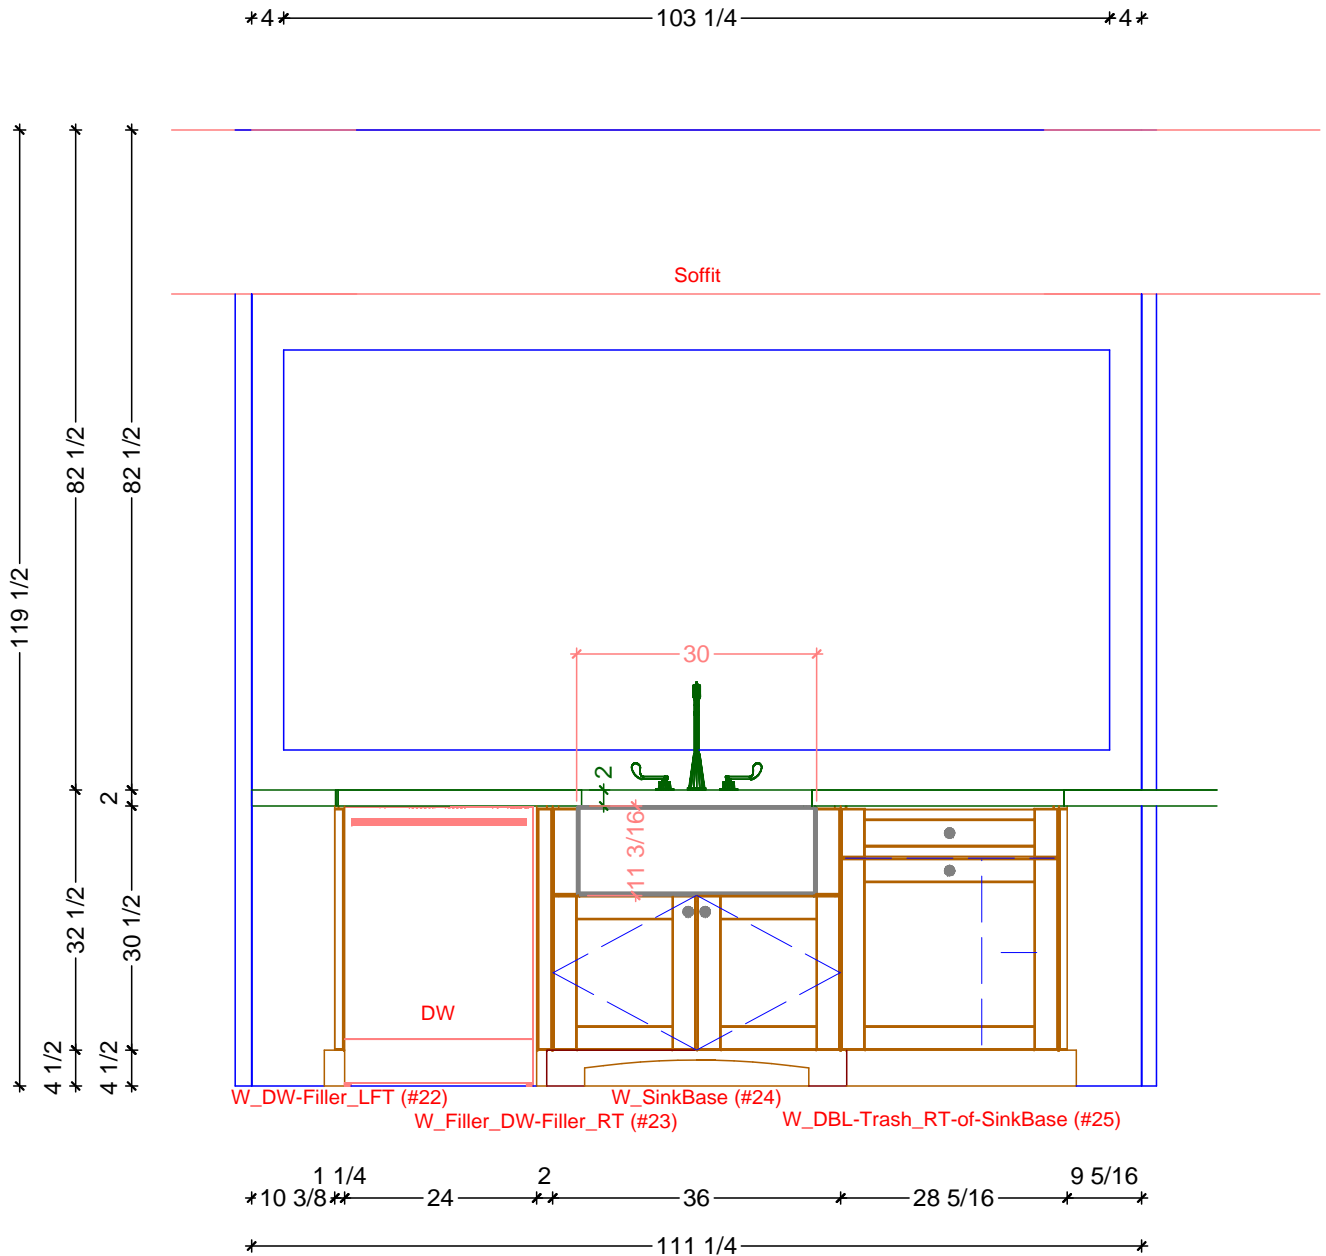 4 103 1/4 4
Soffit
119 1/2
82 1/2
82 1/2
30
2
2
11 3/16
32 1/2
30 1/2
4 1/2
4 1/2
DW
W_DW-Filler_LFT (#22)
W_SinkBase (#24)
W_Filler_DW-Filler_RT (#23)
W_DBL-Trash_RT-of-SinkBase (#25)
1 1/4 2 9 5/16
10 3/8 24 36 28 5/16
111 1/4